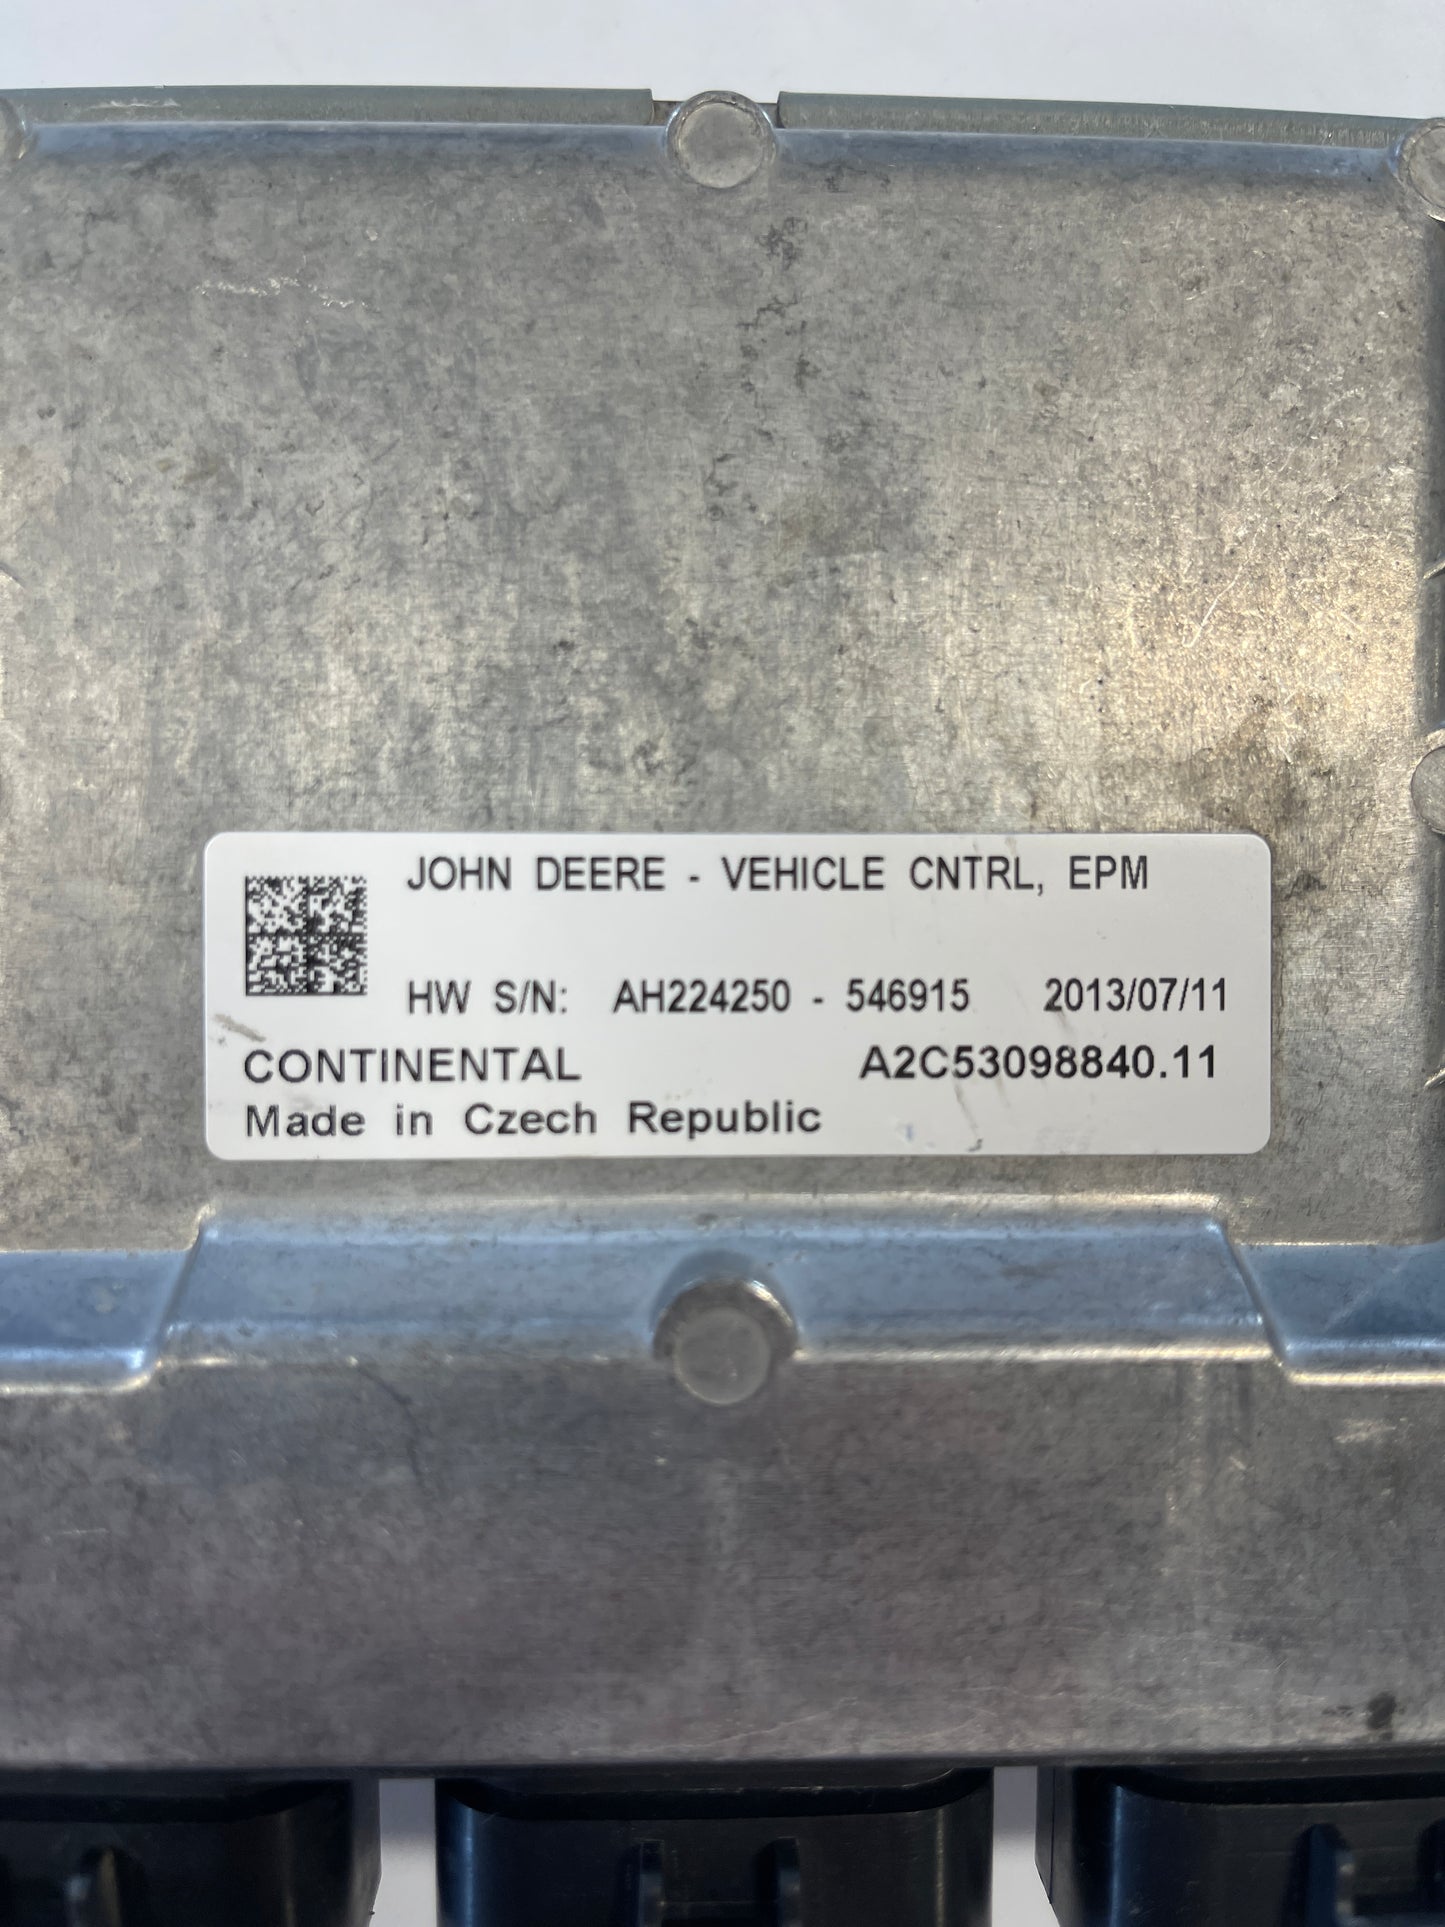 JOHN DEERE - VEHICLE CNTRL, EPM
HW S/N: AH224250 - 546915 2013/07/11
CONTINENTAL A2C53098840.11
Made in Czech Republic